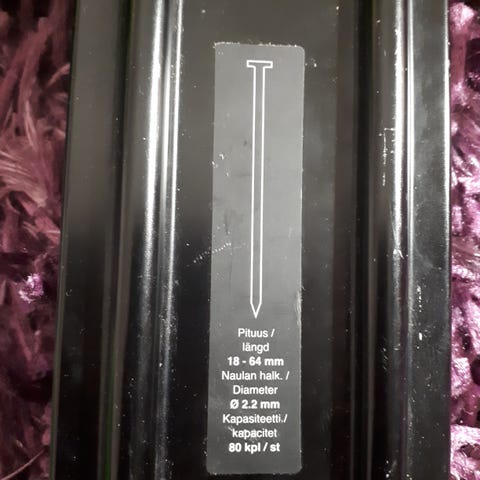 Pituus /
längd
18 - 64 mm
Naulan halk. /
Diameter
Ø 2.2 mm
Kapasiteetti./
kapacitet
80 kpl / st